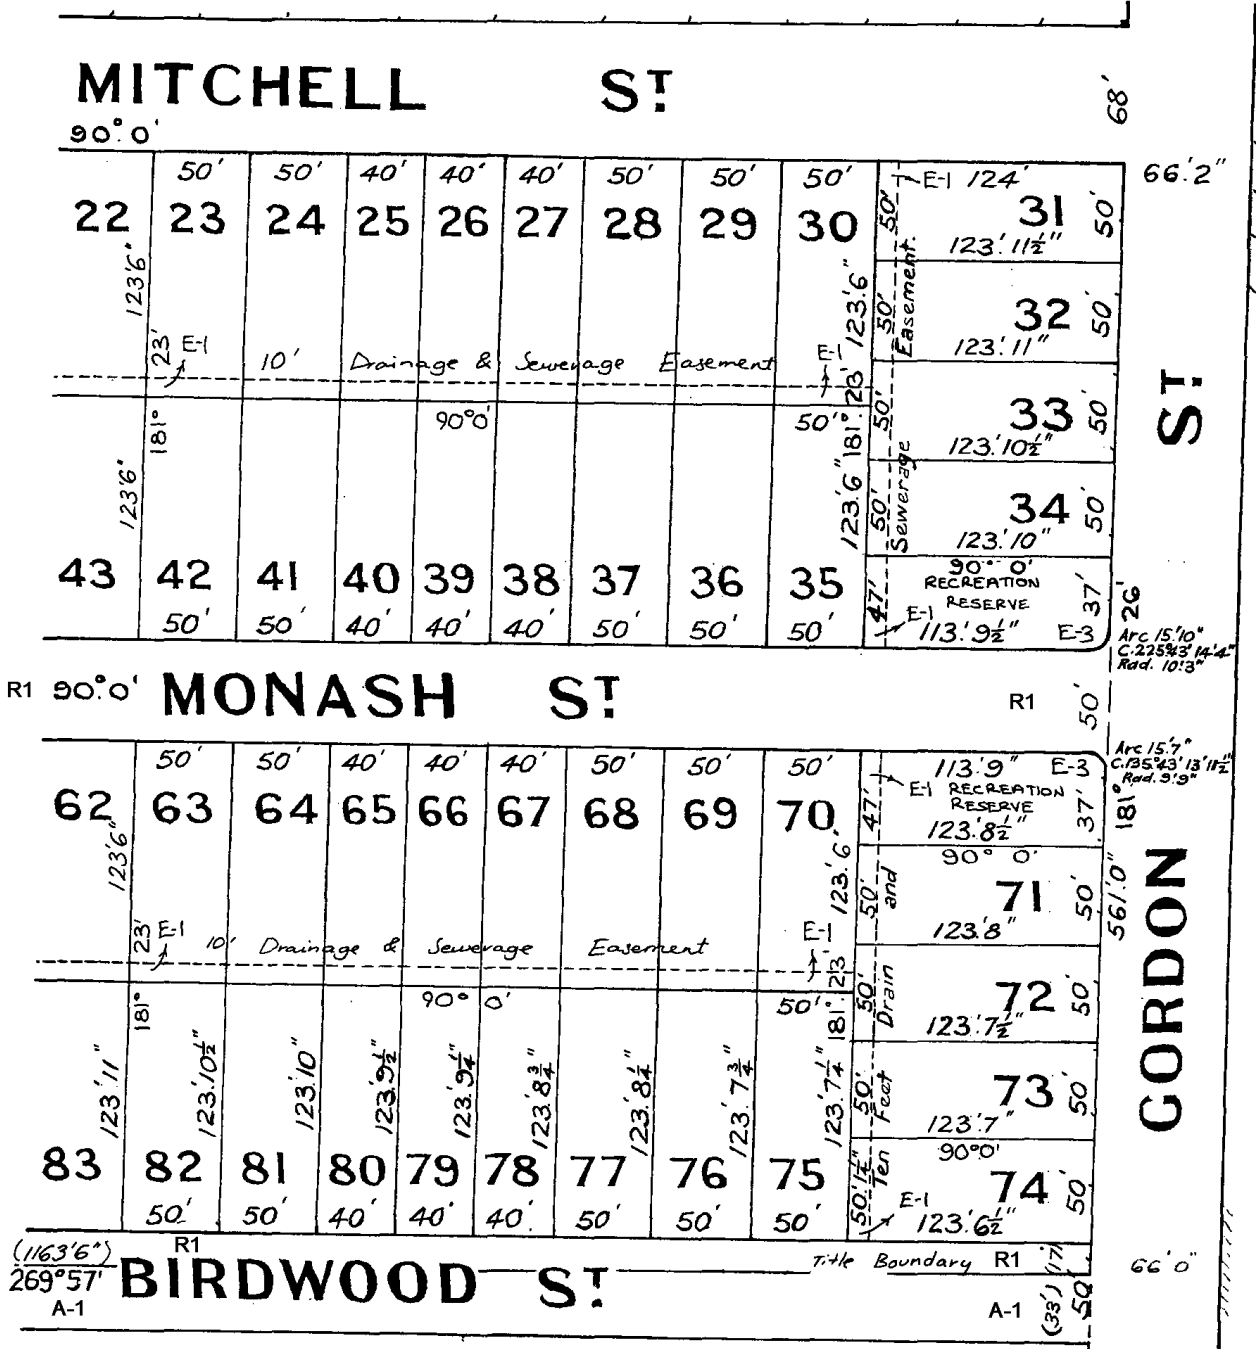 MITCHELL ST
90° 0'
68'
50' 50' 40' 40' 40' 50' 50' 50' E-1 124' 66'2"
22 23 24 25 26 27 28 29 30 50' 31 50'
123'11½"
123'6" 123'6" 50' 32 50'
Easement
123'11"
23' E-1 10' Drainage & Sewerage Easement E-1 23'
181° 90°0' 50' 181° 50' 33 50'
123'10½"
ST
123'6" 123'6" 50' Sewerage 34 50'
123'10"
90° 0'
43 42 41 40 39 38 37 36 35 47' RECREATION 37' 26'
RESERVE
50' 50' 40' 40' 40' 50' 50' 50' E-1 113'9½" E-3
Arc 15'10"
C.225°43' 14'4"
Rad. 10'3"
R1 90°0' MONASH ST R1 50'
Arc 15'7"
C.135°43' 13'11½"
Rad. 9'9"
50' 50' 40' 40' 40' 50' 50' 50' 113'9" E-3
62 63 64 65 66 67 68 69 70 47' E-1 RECREATION 37' 181°
RESERVE
123'8½"
90° 0'
123'6" 123'6" 50' and 71 50' 561'0"
123'8"
23' E-1 10' Drainage & Sewerage Easement E-1 23'
181° 90° 0' 50' 181° 50' Drain 72 50'
123'7½"
GORDON
123'11" 123'10½" 123'10" 123'9½" 123'9¼" 123'8¾" 123'8¼" 123'7¾" 123'7¼" 50' Feet 73 50'
123'7"
90°0'
83 82 81 80 79 78 77 76 75 50'1¼" Ten 74 50'
50' 50' 40' 40' 40' 50' 50' 50' E-1 123'6½"
(1163'6") R1 Title Boundary R1 (17') 66'0"
269°57' BIRDWOOD ST
A-1 A-1 (33') 50'